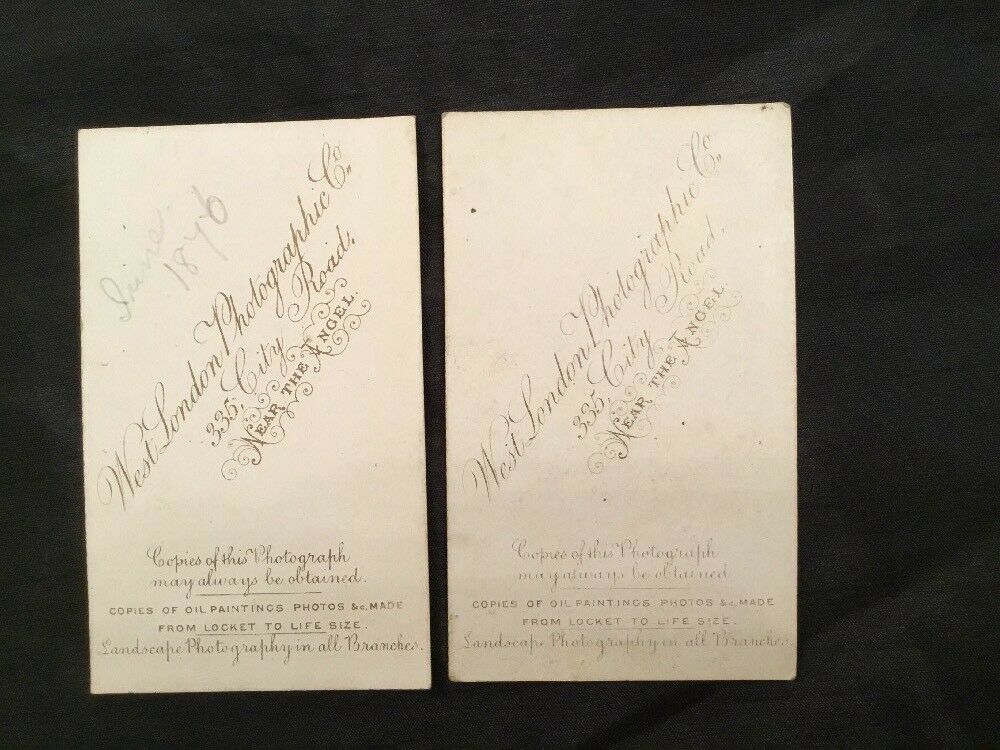 June
1876
West London Photographic Co.
335, City Road,
NEAR THE ANGEL.
Copies of this Photograph
may always be obtained.
COPIES OF OIL PAINTINGS PHOTOS &c. MADE
FROM LOCKET TO LIFE SIZE.
Landscape Photography in all Branches.
West London Photographic Co.
335, City Road,
NEAR THE ANGEL.
Copies of this Photograph
may always be obtained
COPIES OF OIL PAINTINGS PHOTOS &c. MADE
FROM LOCKET TO LIFE SIZE.
Landscape Photography in all Branches.